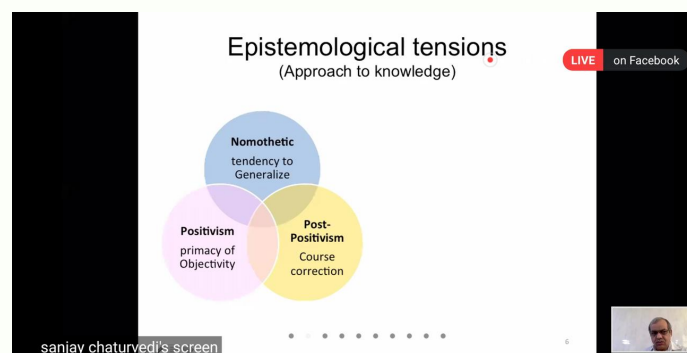 Epistemological tensions
(Approach to knowledge)
LIVE on Facebook
Nomothetic
tendency to
Generalize
Positivism
primacy of
Objectivity
Post-
Positivism
Course
correction
6
sanjay chaturvedi's screen